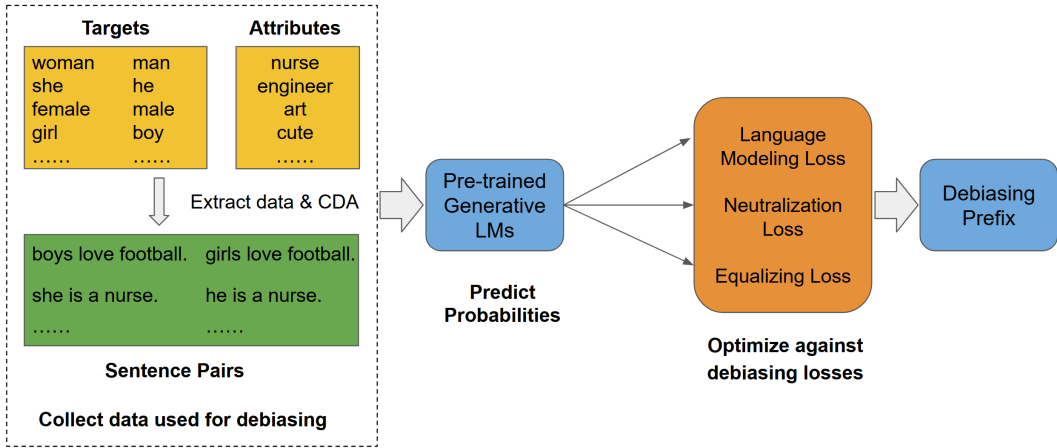 Targets
Attributes
woman man
she he
female male
girl boy
…… ……
nurse
engineer
art
cute
……
Extract data & CDA
boys love football. girls love football.
she is a nurse. he is a nurse.
…… ……
Sentence Pairs
Collect data used for debiasing
Pre-trained
Generative
LMs
Predict
Probabilities
Language
Modeling Loss
Neutralization
Loss
Equalizing Loss
Optimize against
debiasing losses
Debiasing
Prefix